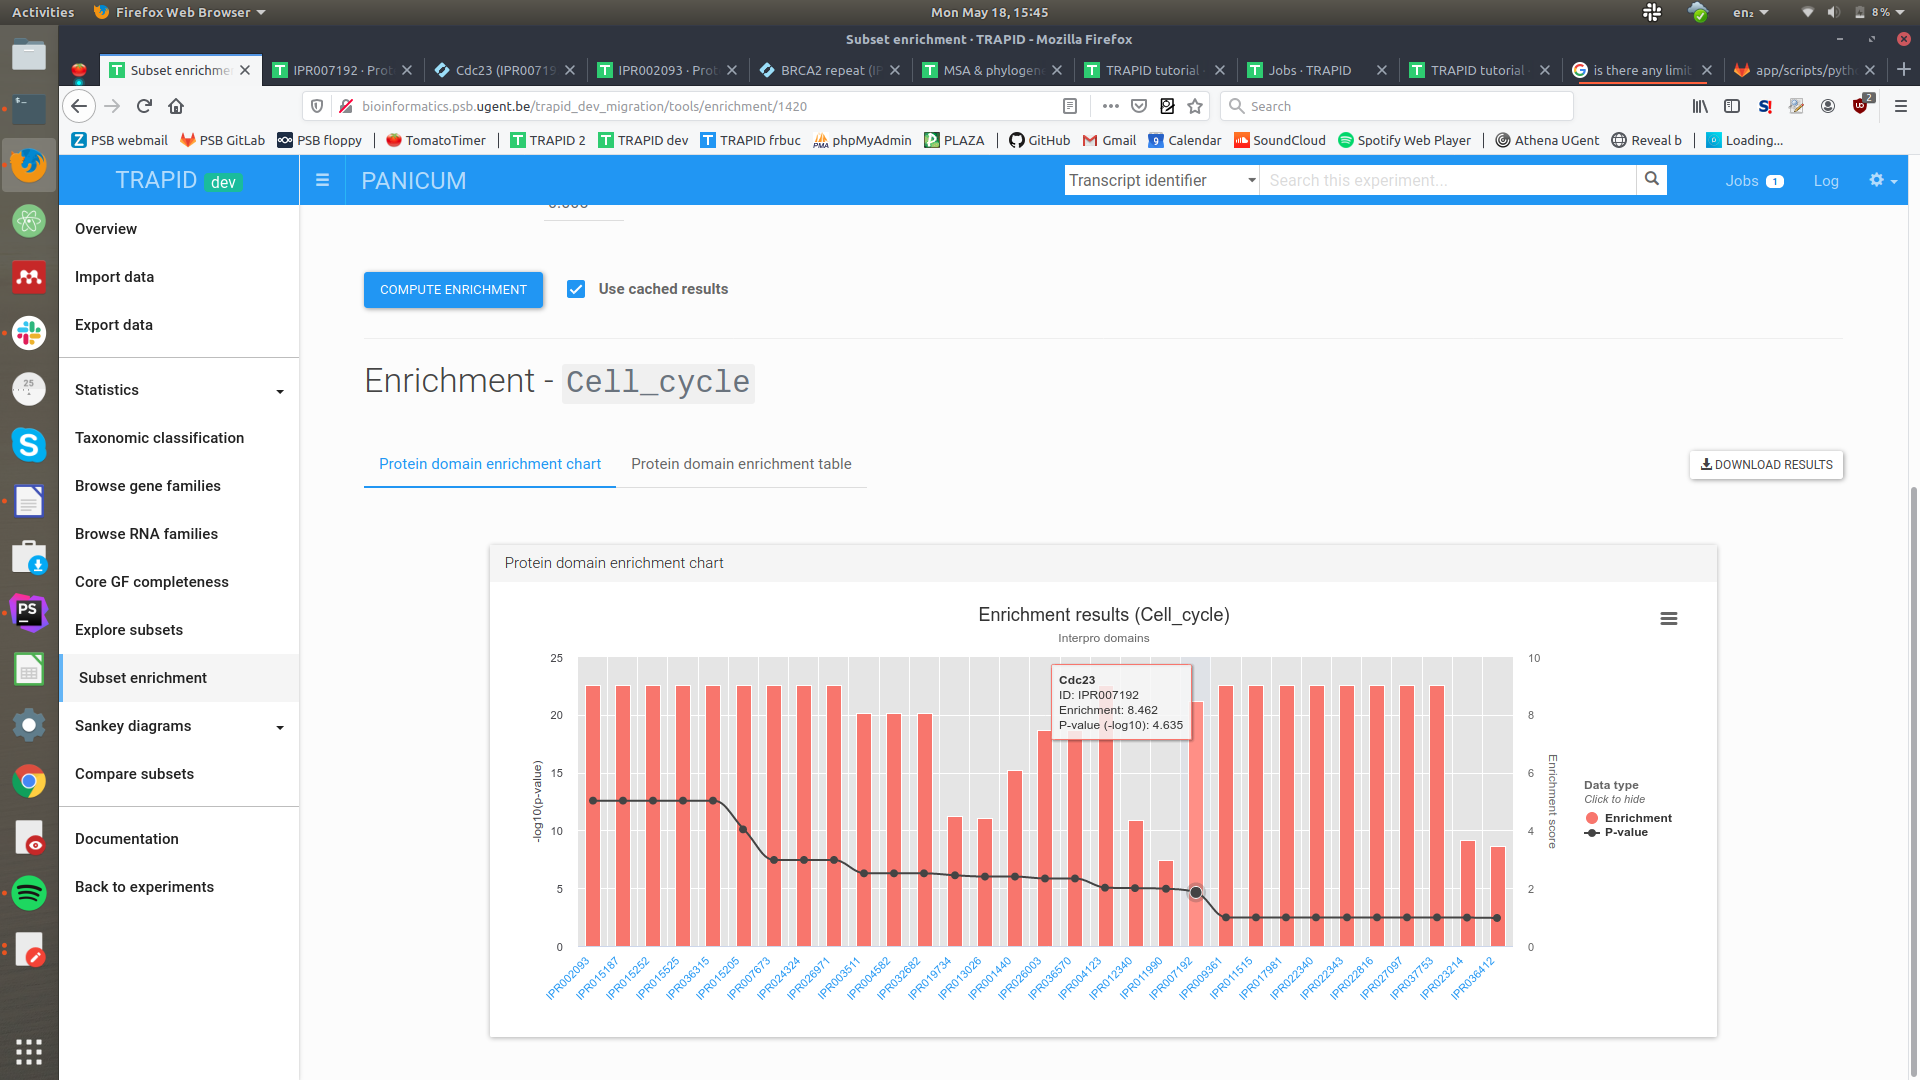 Activities
Firefox Web Browser
Mon May 18, 15:45
en₂
8%
Subset enrichment · TRAPID - Mozilla Firefox
Subset enrichme
IPR007192 · Prot
Cdc23 (IPR00719
IPR002093 · Prot
BRCA2 repeat (IP
MSA & phylogen
TRAPID tutorial
Jobs · TRAPID
TRAPID tutorial
is there any limit
app/scripts/pyth
bioinformatics.psb.ugent.be/trapid_dev_migration/tools/enrichment/1420
Search
2
PSB webmail
PSB GitLab
PSB floppy
TomatoTimer
TRAPID 2
TRAPID dev
TRAPID frbuc
phpMyAdmin
PLAZA
GitHub
Gmail
Calendar
SoundCloud
Spotify Web Player
Athena UGent
Reveal b
Loading...
TRAPID dev
PANICUM
Transcript identifier
Search this experiment...
Jobs 1
Log
Overview
Import data
Export data
Statistics
Taxonomic classification
Browse gene families
Browse RNA families
Core GF completeness
Explore subsets
Subset enrichment
Sankey diagrams
Compare subsets
Documentation
Back to experiments
COMPUTE ENRICHMENT
Use cached results
Enrichment - Cell_cycle
Protein domain enrichment chart
Protein domain enrichment table
DOWNLOAD RESULTS
Protein domain enrichment chart
Enrichment results (Cell_cycle)
Interpro domains
25
20
15
10
5
0
-log10(p-value)
10
8
6
4
2
0
Enrichment score
Cdc23
ID: IPR007192
Enrichment: 8.462
P-value (-log10): 4.635
Data type
Click to hide
Enrichment
P-value
IPR002093
IPR015187
IPR015252
IPR015525
IPR036315
IPR015205
IPR007673
IPR024324
IPR026971
IPR003511
IPR004582
IPR032682
IPR019734
IPR013026
IPR001440
IPR026003
IPR036570
IPR004123
IPR012340
IPR011990
IPR007192
IPR009361
IPR011515
IPR017981
IPR022340
IPR022343
IPR022816
IPR027097
IPR037753
IPR023214
IPR036412